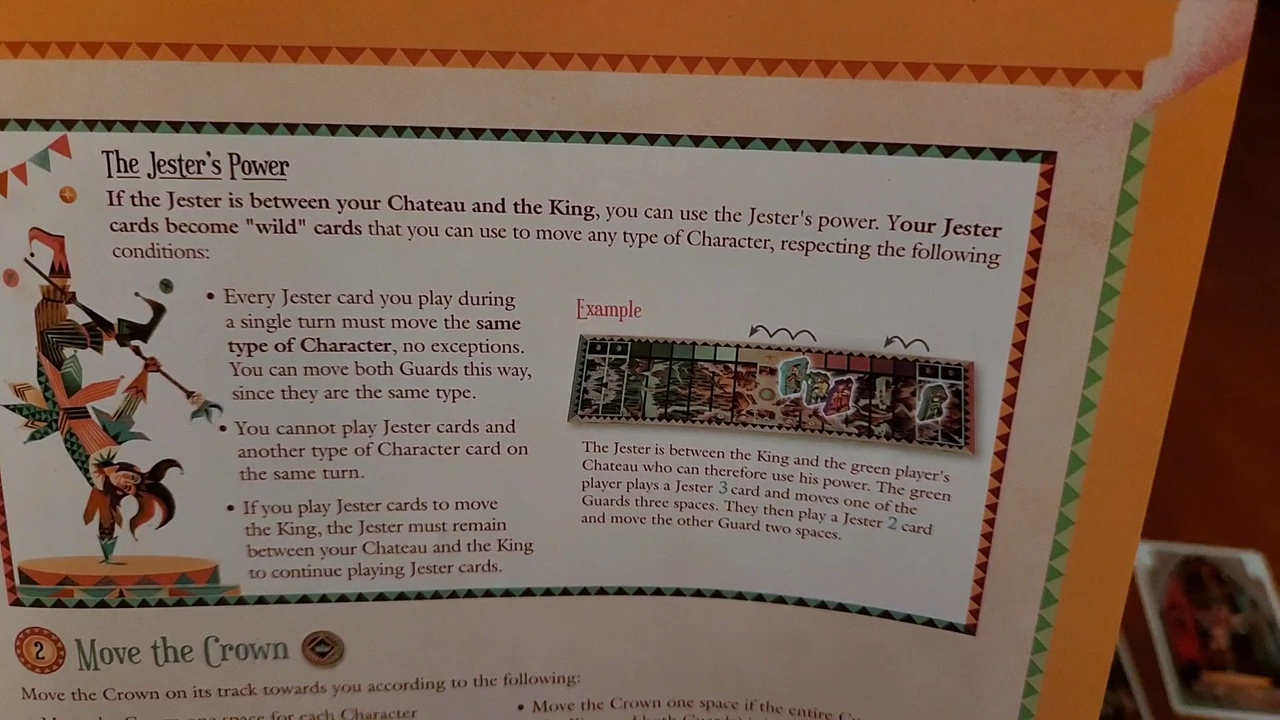 The Jester's Power
If the Jester is between your Chateau and the King, you can use the Jester's power. Your Jester
cards become "wild" cards that you can use to move any type of Character, respecting the following
conditions:
• Every Jester card you play during
a single turn must move the same
type of Character, no exceptions.
You can move both Guards this way,
since they are the same type.
• You cannot play Jester cards and
another type of Character card on
the same turn.
• If you play Jester cards to move
the King, the Jester must remain
between your Chateau and the King
to continue playing Jester cards.
Example
The Jester is between the King and the green player's
Chateau who can therefore use his power. The green
player plays a Jester 3 card and moves one of the
Guards three spaces. They then play a Jester 2 card
and move the other Guard two spaces.
2 Move the Crown
Move the Crown on its track towards you according to the following:
one space for each Character
• Move the Crown one space if the entire